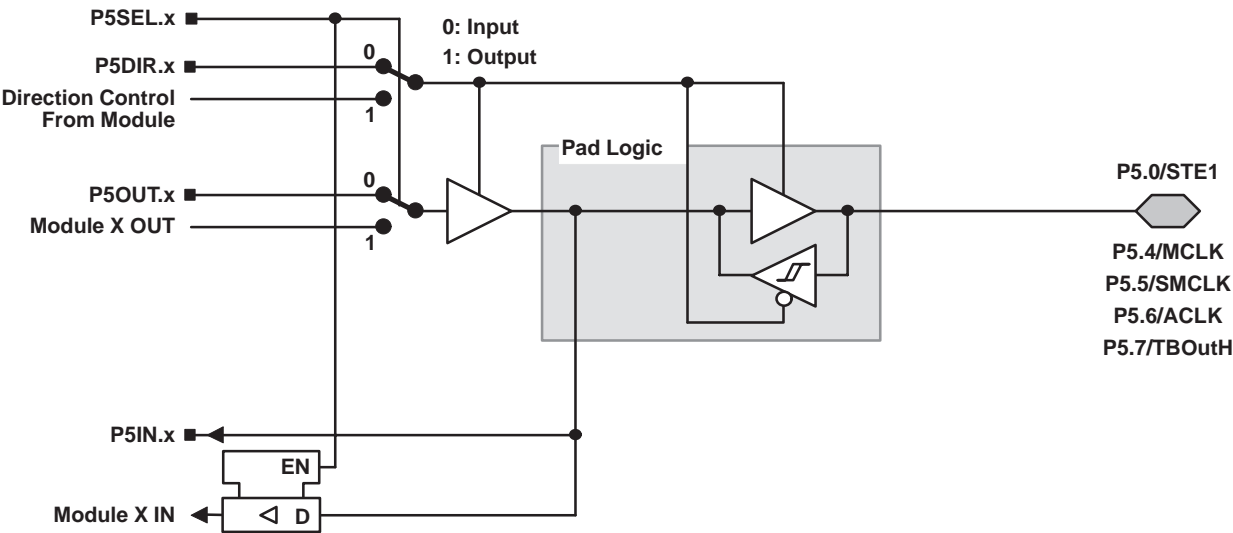 P5SEL.x
0: Input
1: Output
P5DIR.x
0
Direction Control
From Module
1
Pad Logic
P5.0/STE1
P5OUT.x
0
Module X OUT
1
P5.4/MCLK
P5.5/SMCLK
P5.6/ACLK
P5.7/TBOutH
P5IN.x
EN
Module X IN
D